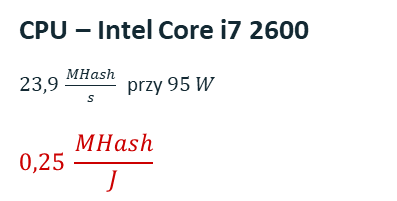 CPU – Intel Core i7 2600
23,9 MHash/s przy 95 W
0,25 MHash/J